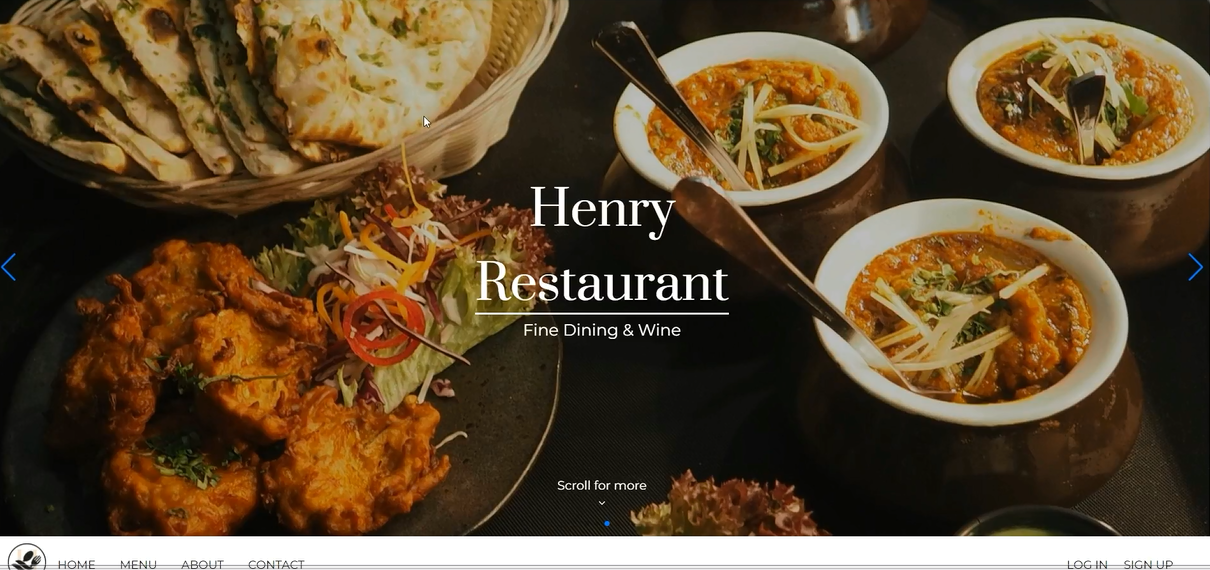 Henry
Restaurant
Fine Dining & Wine
Scroll for more
HOME MENU ABOUT CONTACT LOG IN SIGN UP